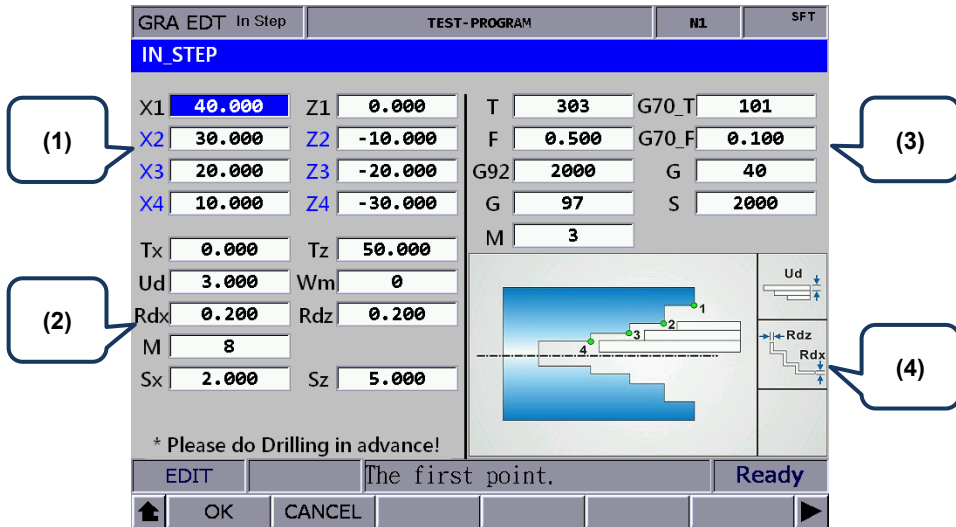 GRA EDT In Step TEST-PROGRAM N1 SFT
IN_STEP
X1 40.000 Z1 0.000 T 303 G70_T 101
X2 30.000 Z2 -10.000 F 0.500 G70_F 0.100
X3 20.000 Z3 -20.000 G92 2000 G 40
X4 10.000 Z4 -30.000 G 97 S 2000
M 3
Tx 0.000 Tz 50.000
Ud 3.000 Wm 0
Rdx 0.200 Rdz 0.200
M 8
Sx 2.000 Sz 5.000
* Please do Drilling in advance!
1
2
3
4
Ud
Rdz
Rdx
EDIT The first point. Ready
OK CANCEL
(1)
(2)
(3)
(4)